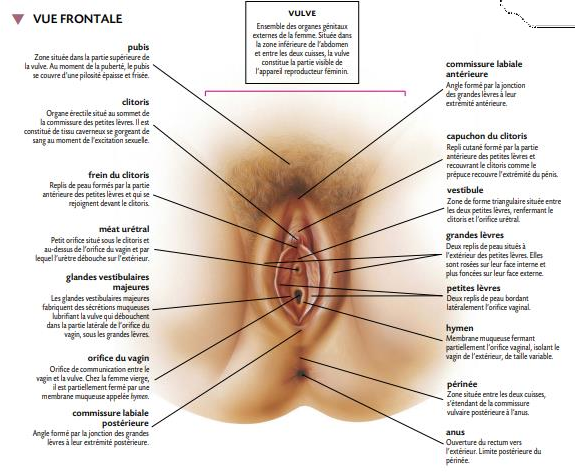 VUE FRONTALE
VULVE
Ensemble des organes génitaux
externes de la femme. Située dans
la zone inférieure de l'abdomen
et entre les deux cuisses, la vulve
constitue la partie visible de
l'appareil reproducteur féminin.
pubis
Zone située dans la partie supérieure de
la vulve. Au moment de la puberté, le pubis
se couvre d'une pilosité épaisse et frisée.
clitoris
Organe érectile situé au sommet de
la commissure des petites lèvres. Il est
constitué de tissu caverneux se gorgeant de
sang au moment de l'excitation sexuelle.
frein du clitoris
Replis de peau formés par la partie
antérieure des petites lèvres et qui se
rejoignent devant le clitoris.
méat urétral
Petit orifice situé sous le clitoris et
au-dessus de l'orifice du vagin et par
lequel l'urètre débouche sur l'extérieur.
glandes vestibulaires
majeures
Les glandes vestibulaires majeures
fabriquent des sécrétions muqueuses
lubrifiant la vulve qui débouchent
dans la partie latérale de l'orifice du
vagin, sous les grandes lèvres.
orifice du vagin
Orifice de communication entre le
vagin et la vulve. Chez la femme vierge,
il est partiellement fermé par une
membrane muqueuse appelée hymen.
commissure labiale
postérieure
Angle formé par la jonction des grandes
lèvres à leur extrémité postérieure.
commissure labiale
antérieure
Angle formé par la jonction
des grandes lèvres à leur
extrémité antérieure.
capuchon du clitoris
Repli cutané formé par la partie
antérieure des petites lèvres et
recouvrant le clitoris comme le
prépuce recouvre l'extrémité du pénis.
vestibule
Zone de forme triangulaire située entre
les deux petites lèvres, renfermant le
clitoris et l'orifice urétral.
grandes lèvres
Deux replis de peau situés à
l'extérieur des petites lèvres. Elles
sont rosées sur leur face interne et
plus foncées sur leur face externe.
petites lèvres
Deux replis de peau bordant
latéralement l'orifice vaginal.
hymen
Membrane muqueuse fermant
partiellement l'orifice vaginal, isolant le
vagin de l'extérieur, de taille variable.
périnée
Zone située entre les deux cuisses,
s'étendant de la commissure
vulvaire postérieure à l'anus.
anus
Ouverture du rectum vers
l'extérieur. Limite postérieure du
périnée.